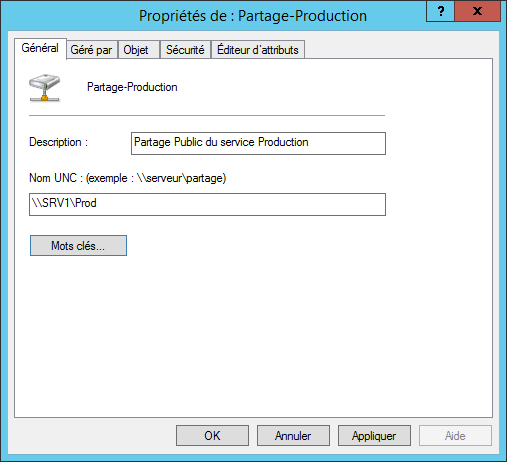 Propriétés de : Partage-Production
? x
Général Géré par Objet Sécurité Éditeur d'attributs
Partage-Production
Description : Partage Public du service Production
Nom UNC : (exemple : \\serveur\partage)
\\SRV1\Prod
Mots clés...
OK Annuler Appliquer Aide